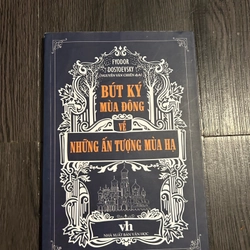 FYODOR
DOSTOEVSKY
(NGUYỄN VĂN CHIẾN dịch)
BÚT KÝ
MÙA ĐÔNG
VỀ
NHỮNG ẤN TƯỢNG MÙA HẠ
vh
NHÀ XUẤT BẢN VĂN HỌC